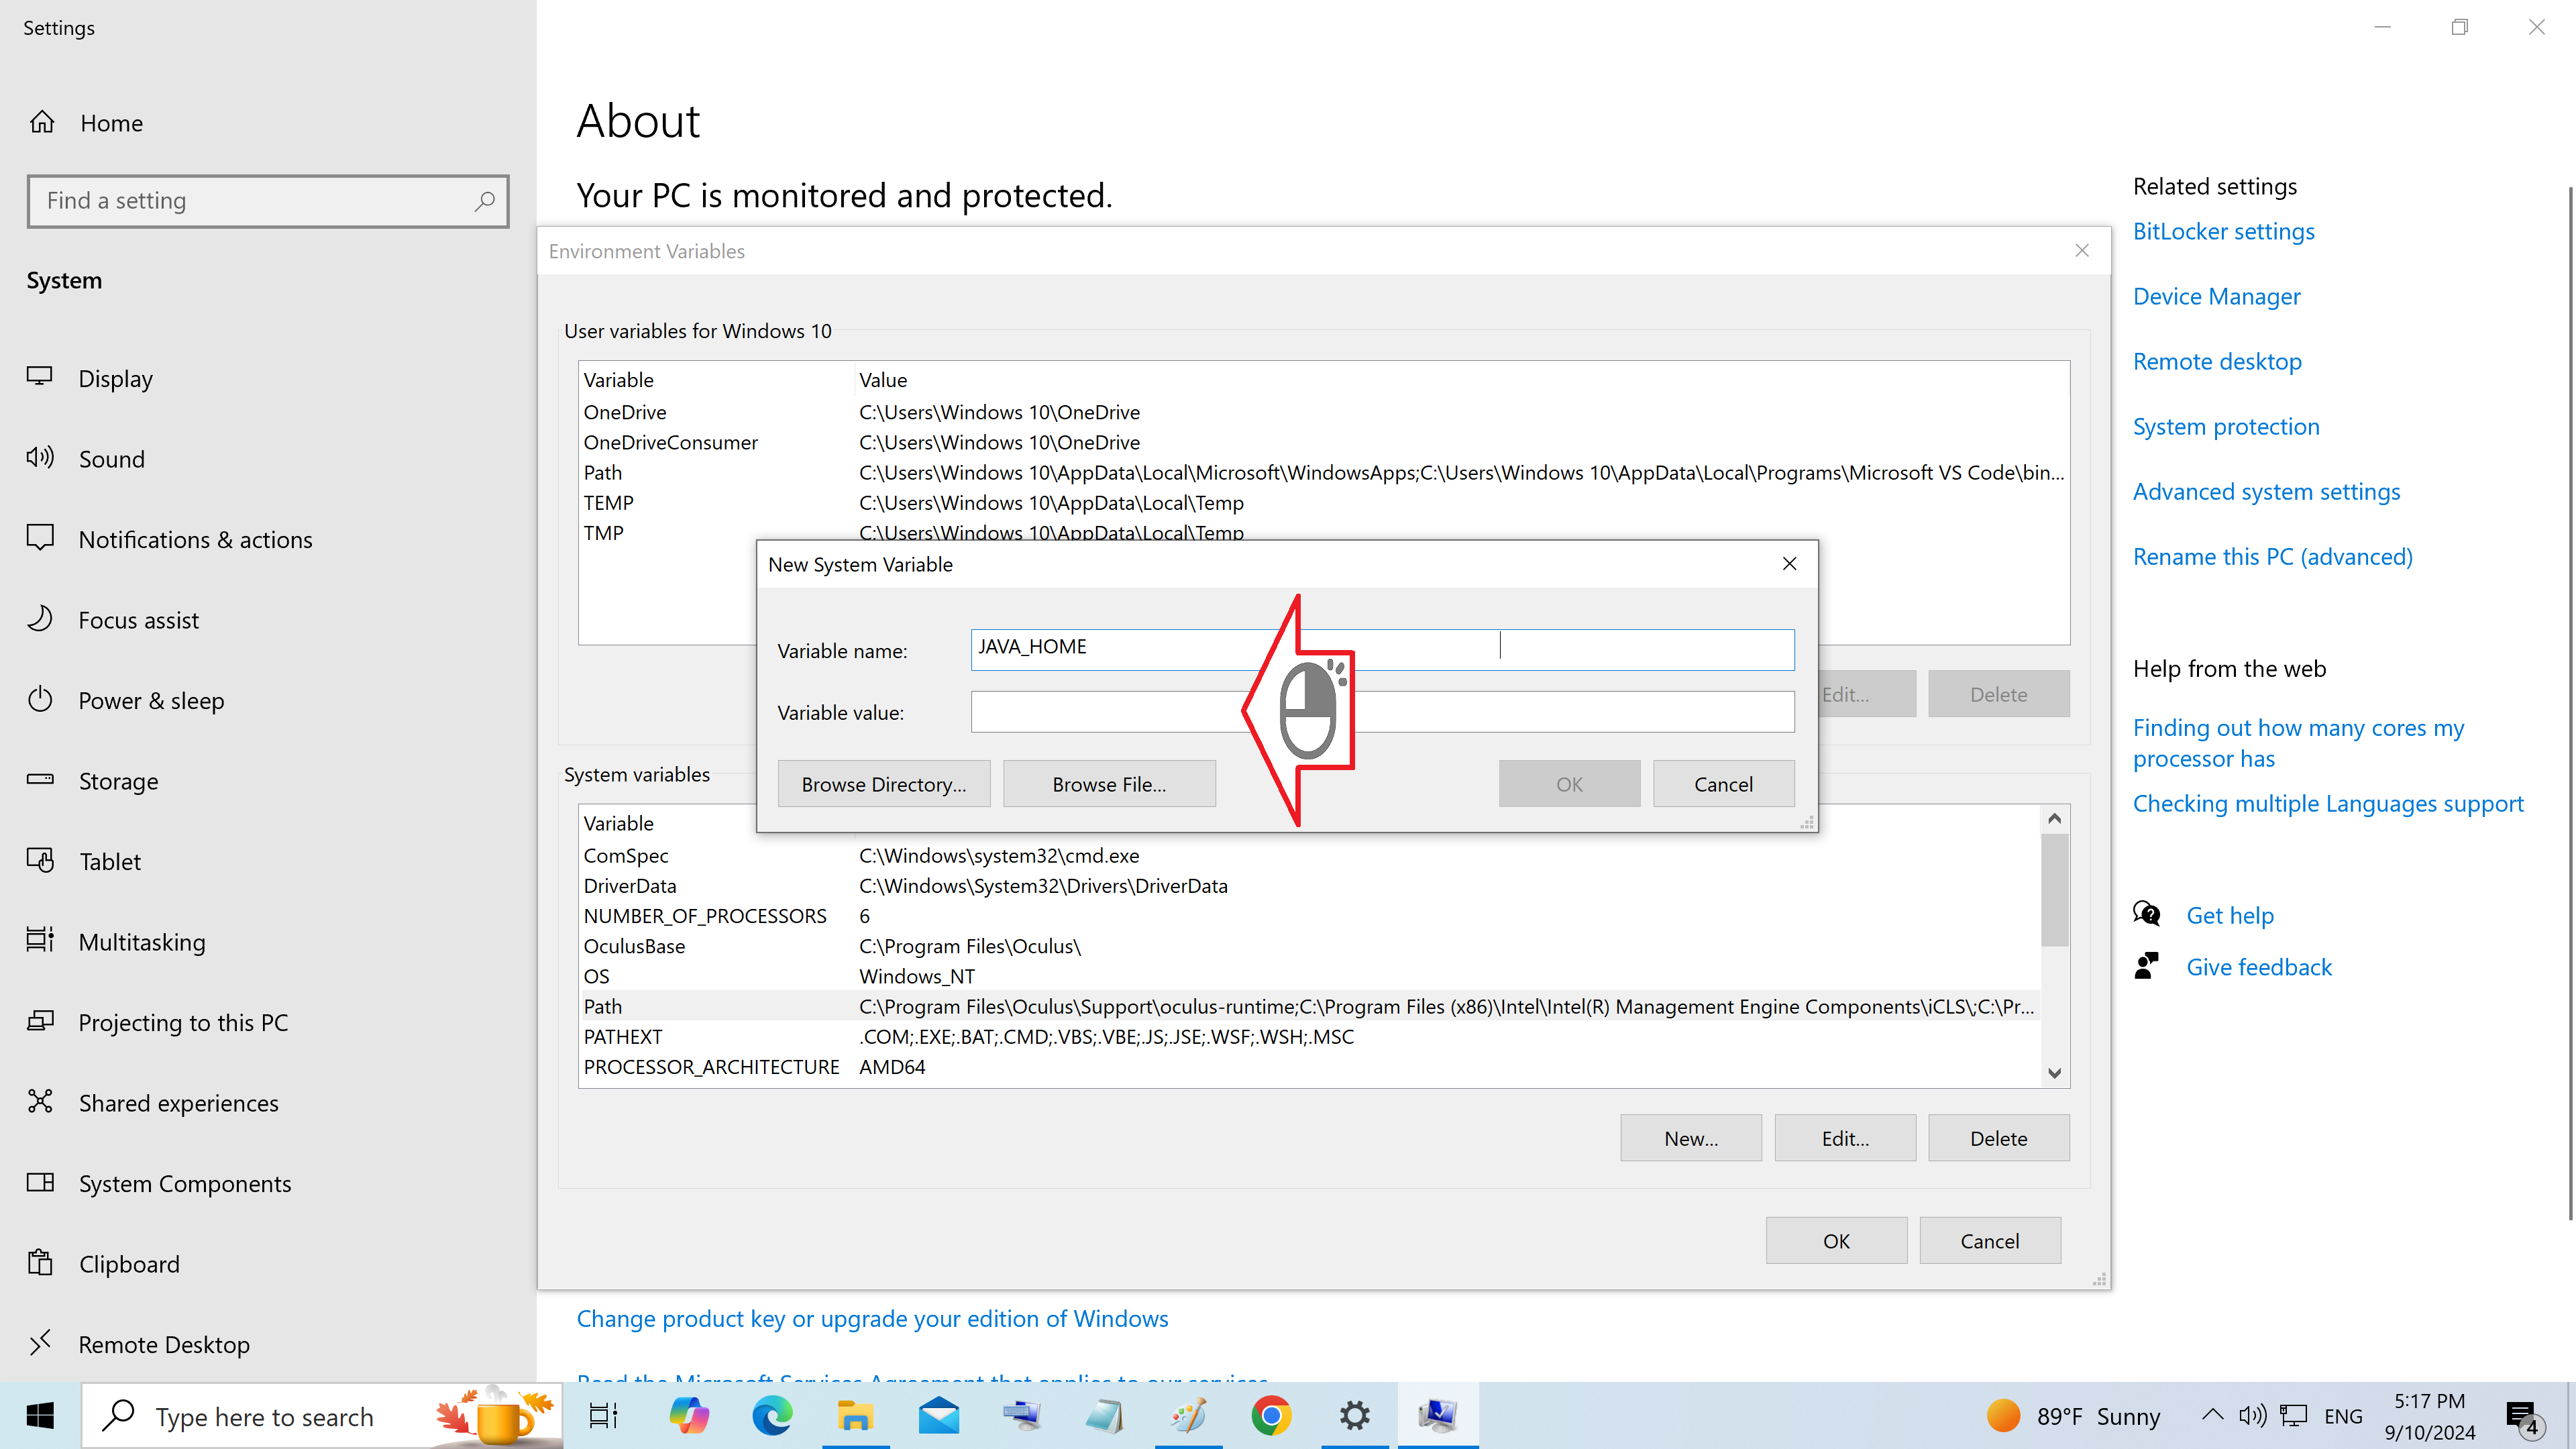 Settings
Home
Find a setting
System
Display
Sound
Notifications & actions
Focus assist
Power & sleep
Storage
Tablet
Multitasking
Projecting to this PC
Shared experiences
System Components
Clipboard
Remote Desktop
About
Your PC is monitored and protected.
Environment Variables
User variables for Windows 10
Variable Value
OneDrive C:\Users\Windows 10\OneDrive
OneDriveConsumer C:\Users\Windows 10\OneDrive
Path C:\Users\Windows 10\AppData\Local\Microsoft\WindowsApps;C:\Users\Windows 10\AppData\Local\Programs\Microsoft VS Code\bin...
TEMP C:\Users\Windows 10\AppData\Local\Temp
TMP C:\Users\Windows 10\AppData\Local\Temp
Edit... Delete
New System Variable
Variable name: JAVA_HOME
Variable value:
Browse Directory... Browse File... OK Cancel
System variables
Variable
ComSpec C:\Windows\system32\cmd.exe
DriverData C:\Windows\System32\Drivers\DriverData
NUMBER_OF_PROCESSORS 6
OculusBase C:\Program Files\Oculus\
OS Windows_NT
Path C:\Program Files\Oculus\Support\oculus-runtime;C:\Program Files (x86)\Intel\Intel(R) Management Engine Components\iCLS\;C:\Pr...
PATHEXT .COM;.EXE;.BAT;.CMD;.VBS;.VBE;.JS;.JSE;.WSF;.WSH;.MSC
PROCESSOR_ARCHITECTURE AMD64
New... Edit... Delete
OK Cancel
Change product key or upgrade your edition of Windows
Read the Microsoft Services Agreement that applies to our services
Related settings
BitLocker settings
Device Manager
Remote desktop
System protection
Advanced system settings
Rename this PC (advanced)
Help from the web
Finding out how many cores my
processor has
Checking multiple Languages support
Get help
Give feedback
Type here to search
89°F Sunny
ENG
5:17 PM
9/10/2024
4